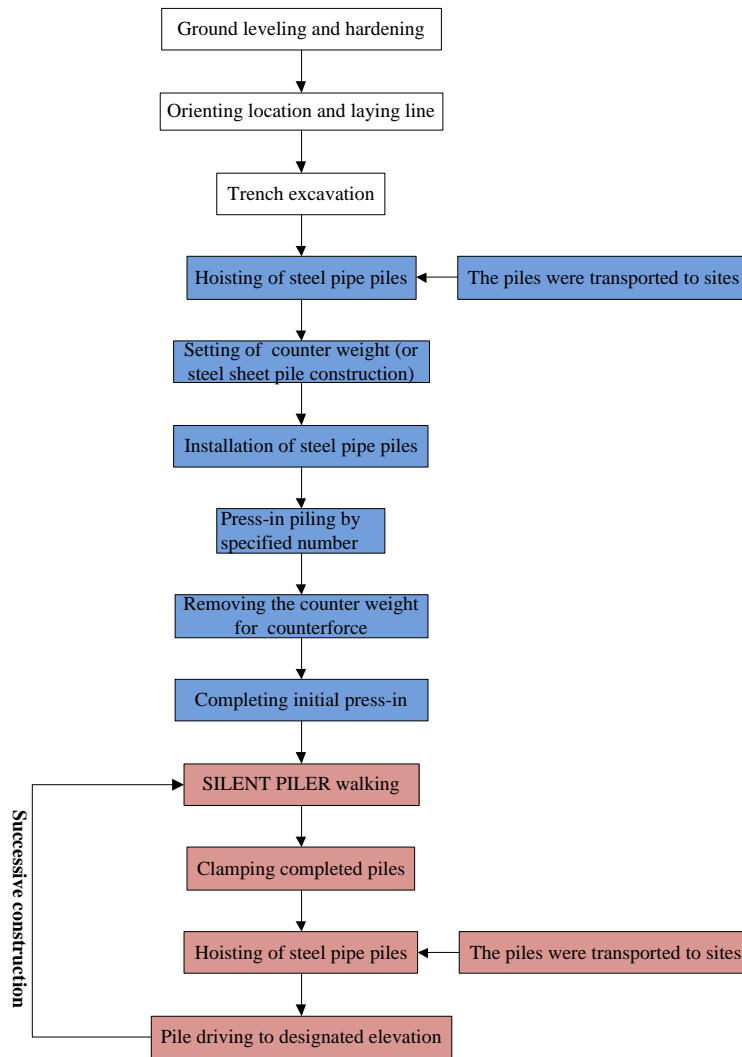 Ground leveling and hardening
Orienting location and laying line
Trench excavation
Hoisting of steel pipe piles
The piles were transported to sites
Setting of counter weight (or
steel sheet pile construction)
Installation of steel pipe piles
Press-in piling by
specified number
Removing the counter weight
for counterforce
Completing initial press-in
SILENT PILER walking
Clamping completed piles
Hoisting of steel pipe piles
The piles were transported to sites
Pile driving to designated elevation
Successive construction